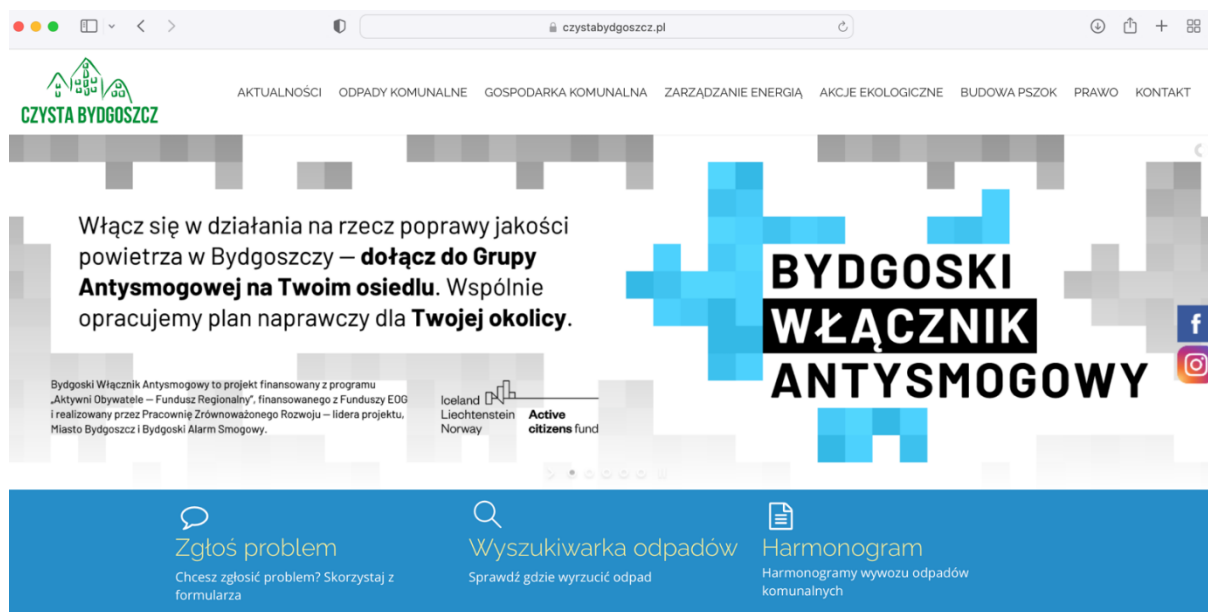 czystabydgoszcz.pl
CZYSTA BYDGOSZCZ
AKTUALNOŚCI ODPADY KOMUNALNE GOSPODARKA KOMUNALNA ZARZĄDZANIE ENERGIĄ AKCJE EKOLOGICZNE BUDOWA PSZOK PRAWO KONTAKT
Włącz się w działania na rzecz poprawy jakości
powietrza w Bydgoszczy — dołącz do Grupy
Antysmogowej na Twoim osiedlu. Wspólnie
opracujemy plan naprawczy dla Twojej okolicy.
Bydgoski Włącznik Antysmogowy to projekt finansowany z programu
„Aktywni Obywatele – Fundusz Regionalny”, finansowanego z Funduszy EOG
i realizowany przez Pracownię Zrównoważonego Rozwoju – lidera projektu,
Miasto Bydgoszcz i Bydgoski Alarm Smogowy.
Iceland
Liechtenstein Active
Norway citizens fund
BYDGOSKI
WŁĄCZNIK
ANTYSMOGOWY
f
Zgłoś problem
Chcesz zgłosić problem? Skorzystaj z
formularza
Wyszukiwarka odpadów
Sprawdź gdzie wyrzucić odpad
Harmonogram
Harmonogramy wywozu odpadów
komunalnych